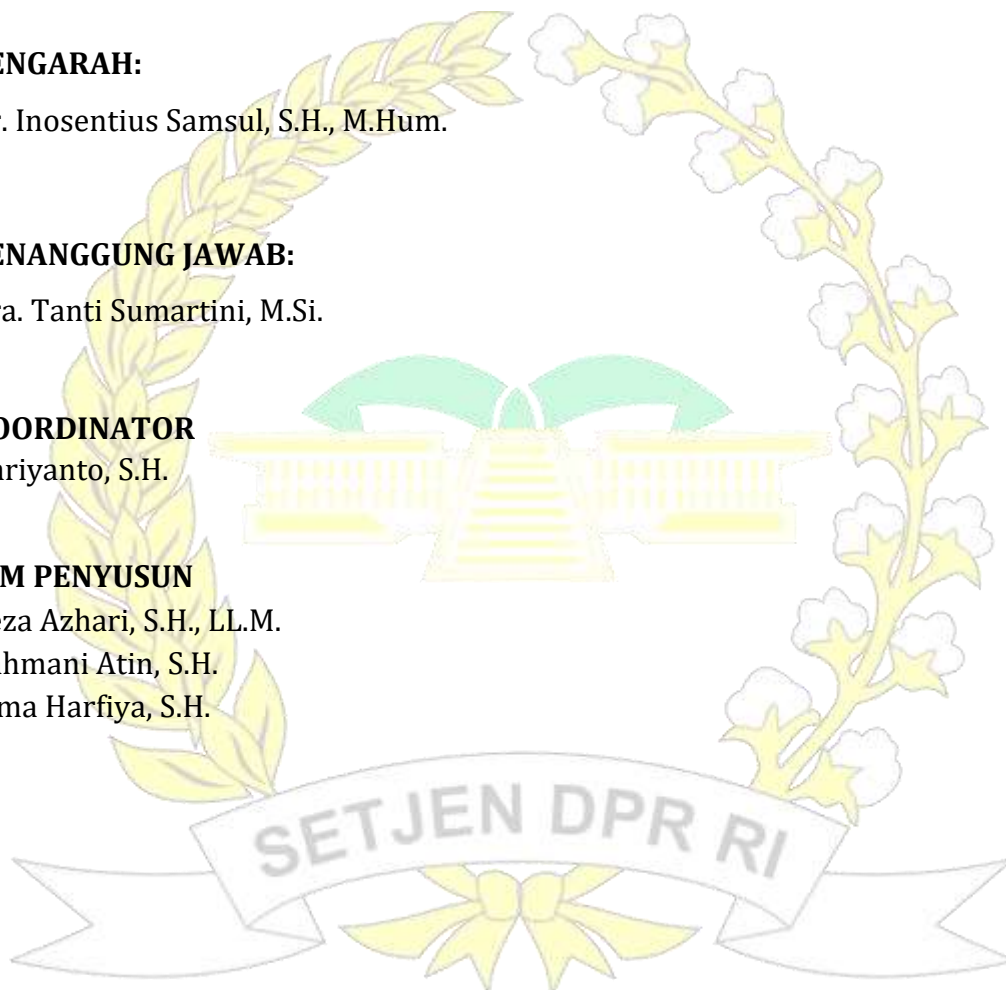 ENGARAH:
. Inosentius Samsul, S.H., M.Hum.
ENANGGUNG JAWAB:
a. Tanti Sumartini, M.Si.
OORDINATOR
riyanto, S.H.
M PENYUSUN
eza Azhari, S.H., LL.M.
hmani Atin, S.H.
ma Harfiya, S.H.
SETJEN DPR RI